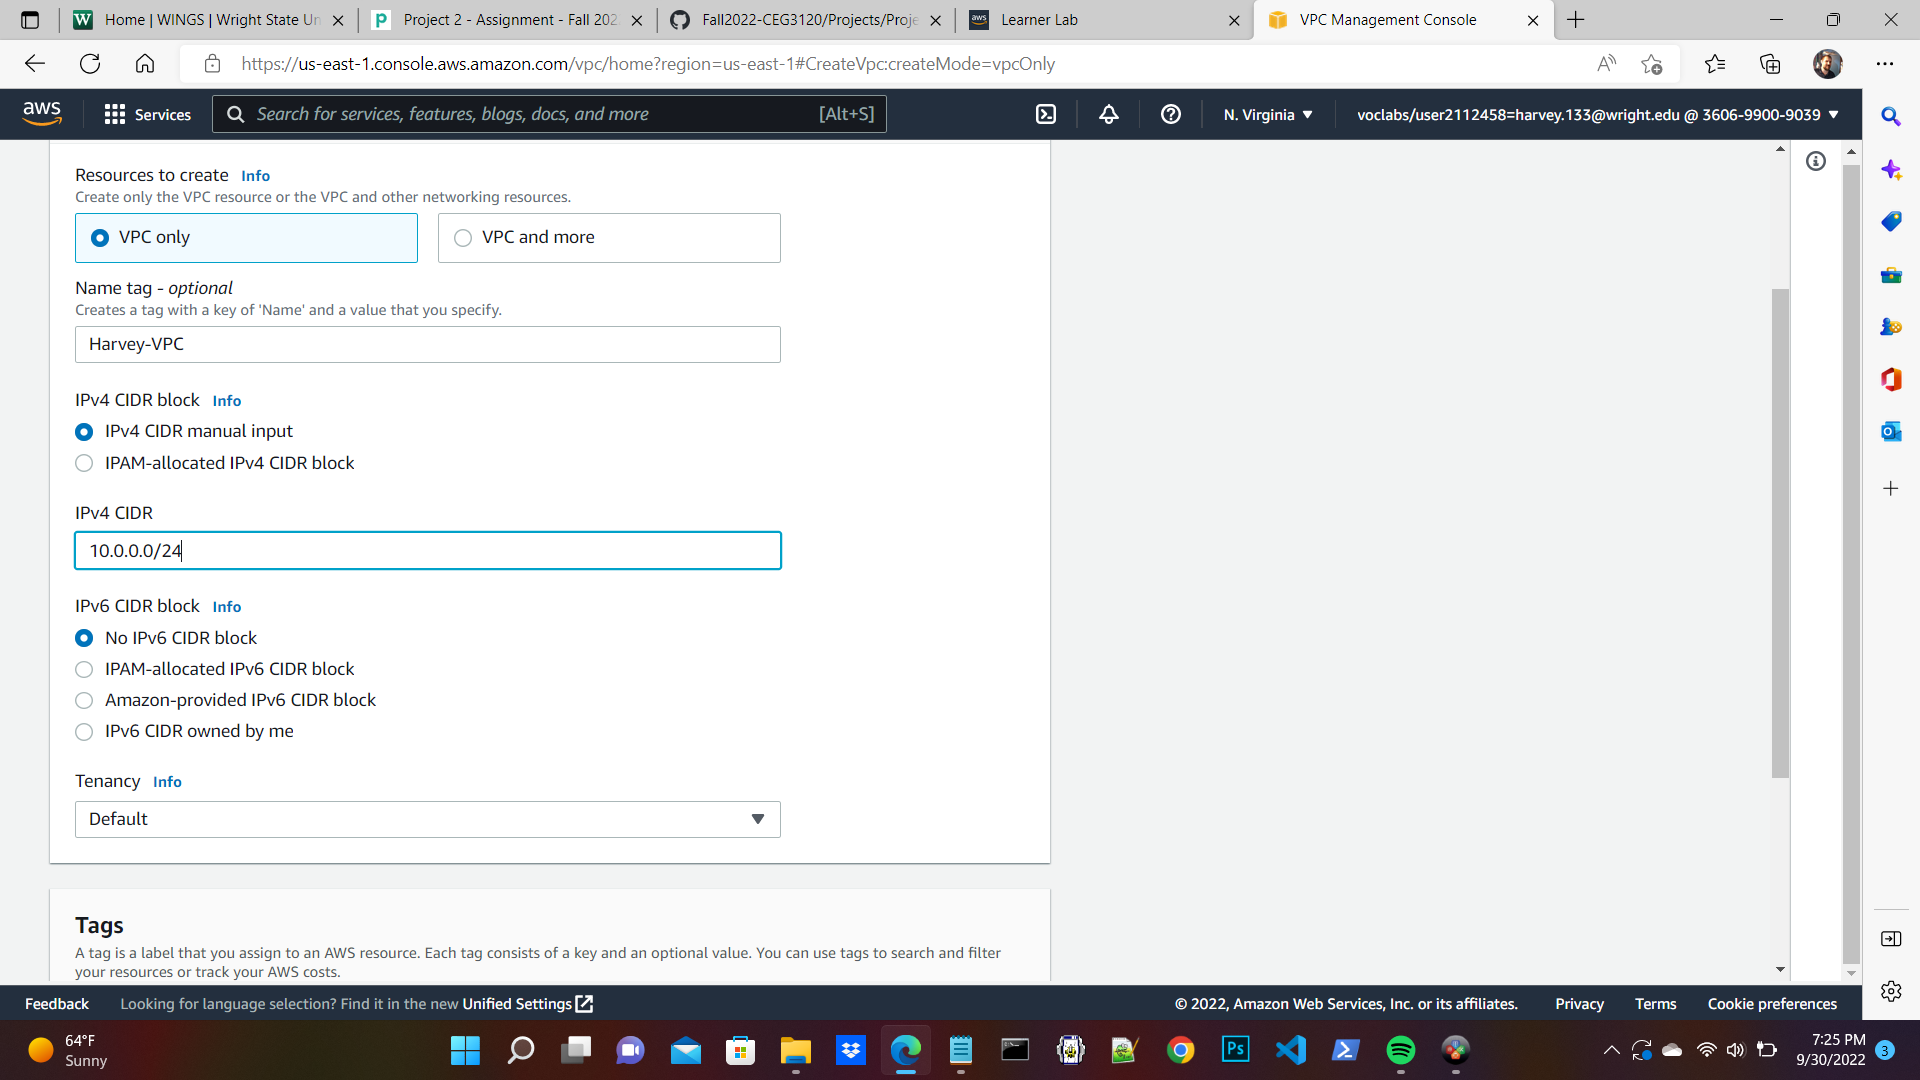 Home | WINGS | Wright State Un
Project 2 - Assignment - Fall 202
Fall2022-CEG3120/Projects/Proje
aws
Learner Lab
VPC Management Console
https://us-east-1.console.aws.amazon.com/vpc/home?region=us-east-1#CreateVpc:createMode=vpcOnly
aws
Services
Search for services, features, blogs, docs, and more
[Alt+S]
N. Virginia
voclabs/user2112458=harvey.133@wright.edu @ 3606-9900-9039
Resources to create Info
Create only the VPC resource or the VPC and other networking resources.
VPC only
VPC and more
Name tag - optional
Creates a tag with a key of 'Name' and a value that you specify.
Harvey-VPC
IPv4 CIDR block Info
IPv4 CIDR manual input
IPAM-allocated IPv4 CIDR block
IPv4 CIDR
10.0.0.0/24
IPv6 CIDR block Info
No IPv6 CIDR block
IPAM-allocated IPv6 CIDR block
Amazon-provided IPv6 CIDR block
IPv6 CIDR owned by me
Tenancy Info
Default
Tags
A tag is a label that you assign to an AWS resource. Each tag consists of a key and an optional value. You can use tags to search and filter
your resources or track your AWS costs.
Feedback
Looking for language selection? Find it in the new Unified Settings
© 2022, Amazon Web Services, Inc. or its affiliates.
Privacy
Terms
Cookie preferences
64°F
Sunny
Ps
7:25 PM
9/30/2022
3